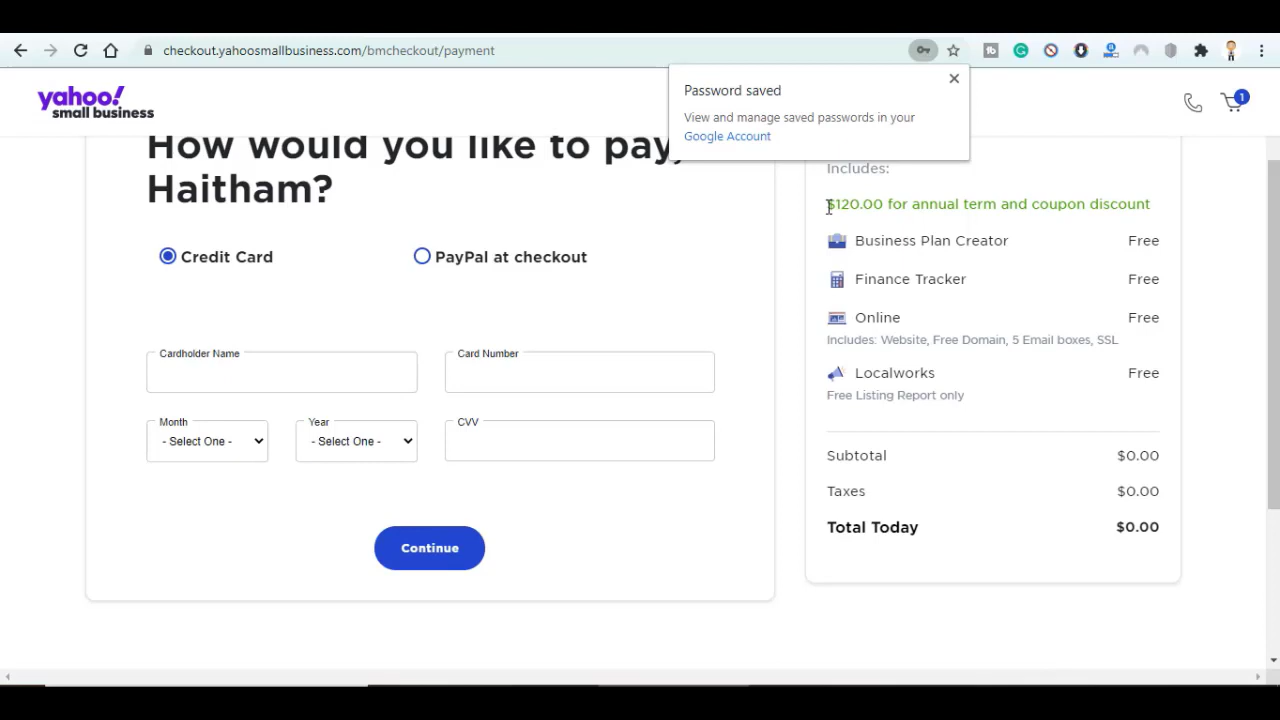 checkout.yahoosmallbusiness.com/bmcheckout/payment
Password saved
View and manage saved passwords in your
Google Account
yahoo!
small business
1
How would you like to pay,
Haitham?
Credit Card
PayPal at checkout
Cardholder Name
Card Number
Month
- Select One -
Year
- Select One -
CVV
Continue
Includes:
$120.00 for annual term and coupon discount
Business Plan Creator Free
Finance Tracker Free
Online Free
Includes: Website, Free Domain, 5 Email boxes, SSL
Localworks Free
Free Listing Report only
Subtotal $0.00
Taxes $0.00
Total Today $0.00